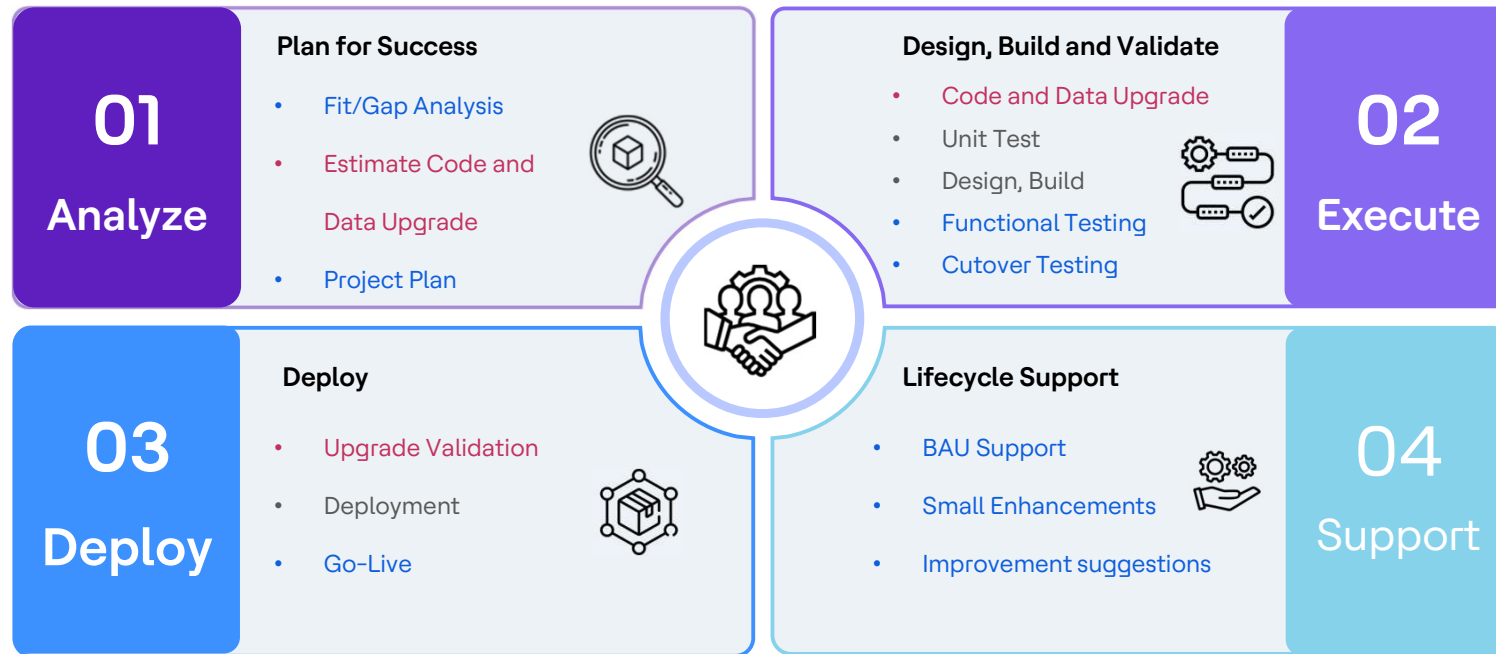 01
Analyze
Plan for Success
• Fit/Gap Analysis
• Estimate Code and
Data Upgrade
• Project Plan
Design, Build and Validate
• Code and Data Upgrade
• Unit Test
• Design, Build
• Functional Testing
• Cutover Testing
02
Execute
03
Deploy
Deploy
• Upgrade Validation
• Deployment
• Go-Live
Lifecycle Support
• BAU Support
• Small Enhancements
• Improvement suggestions
04
Support